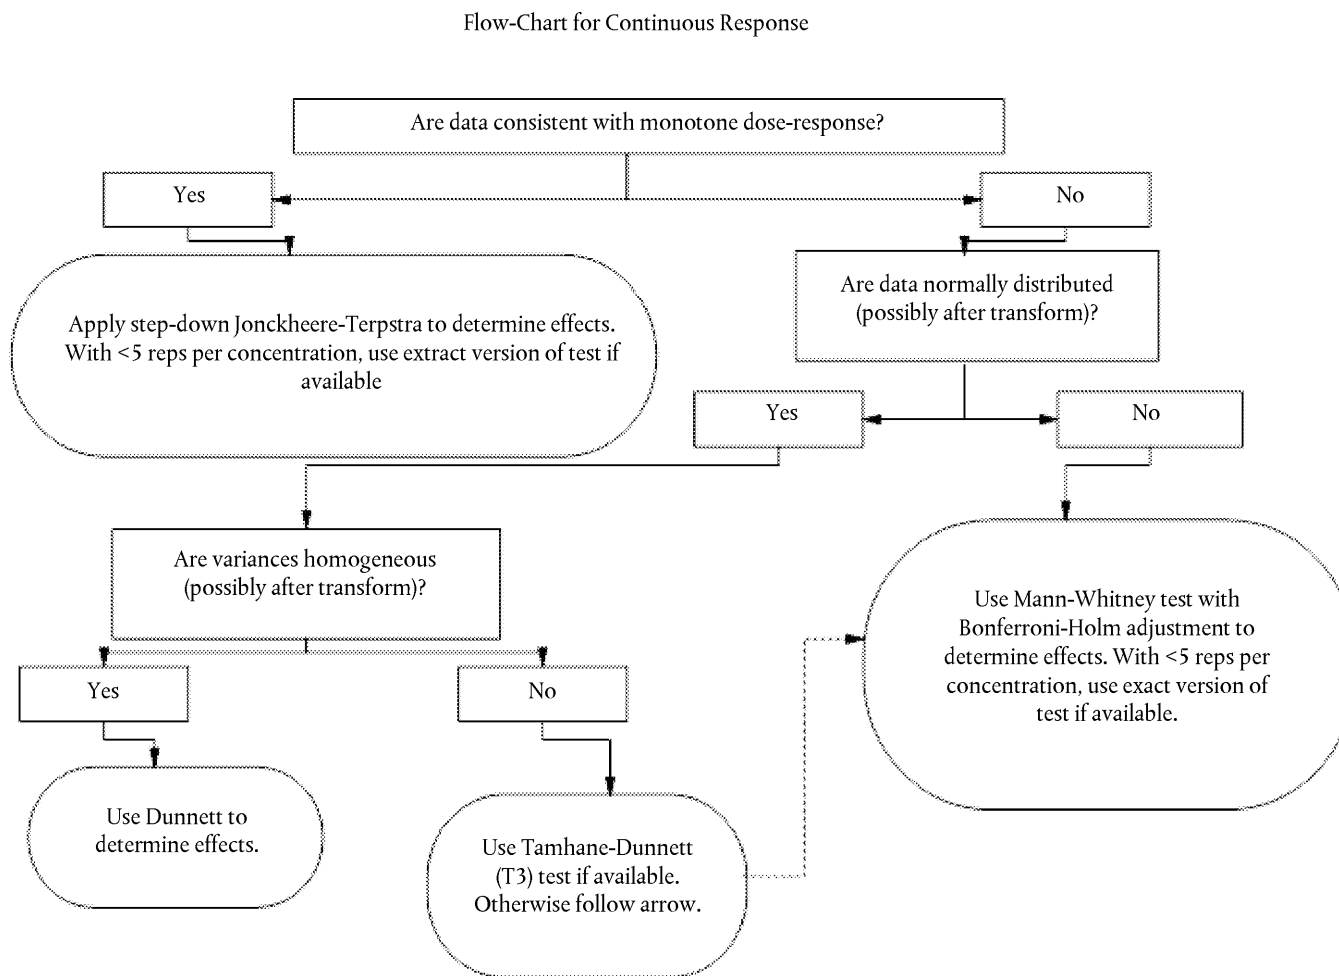 Flow-Chart for Continuous Response
Are data consistent with monotone dose-response?
Yes
No
Apply step-down Jonckheere-Terpstra to determine effects.
With <5 reps per concentration, use extract version of test if
available
Are data normally distributed
(possibly after transform)?
Yes
No
Are variances homogeneous
(possibly after transform)?
Use Mann-Whitney test with
Bonferroni-Holm adjustment to
determine effects. With <5 reps per
concentration, use exact version of
test if available.
Yes
No
Use Dunnett to
determine effects.
Use Tamhane-Dunnett
(T3) test if available.
Otherwise follow arrow.